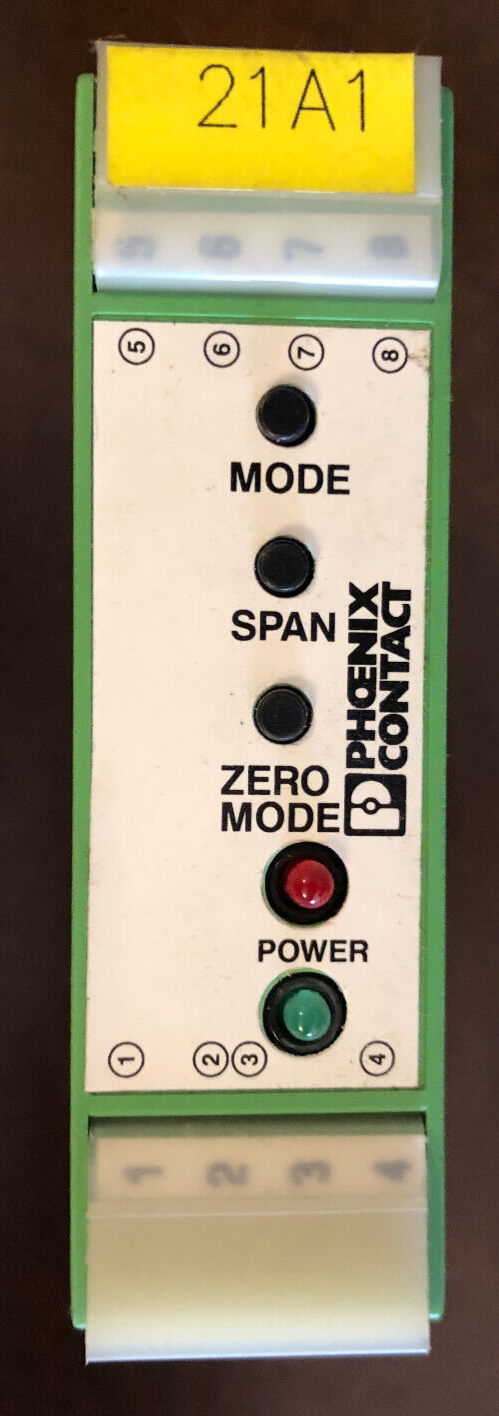 21A1
5 6 7 8
⑤ ⑥ ⑦ ⑧
MODE
SPAN
PHŒNIX
CONTACT
ZERO
MODE
POWER
① ② ③ ④
1 2 3 4